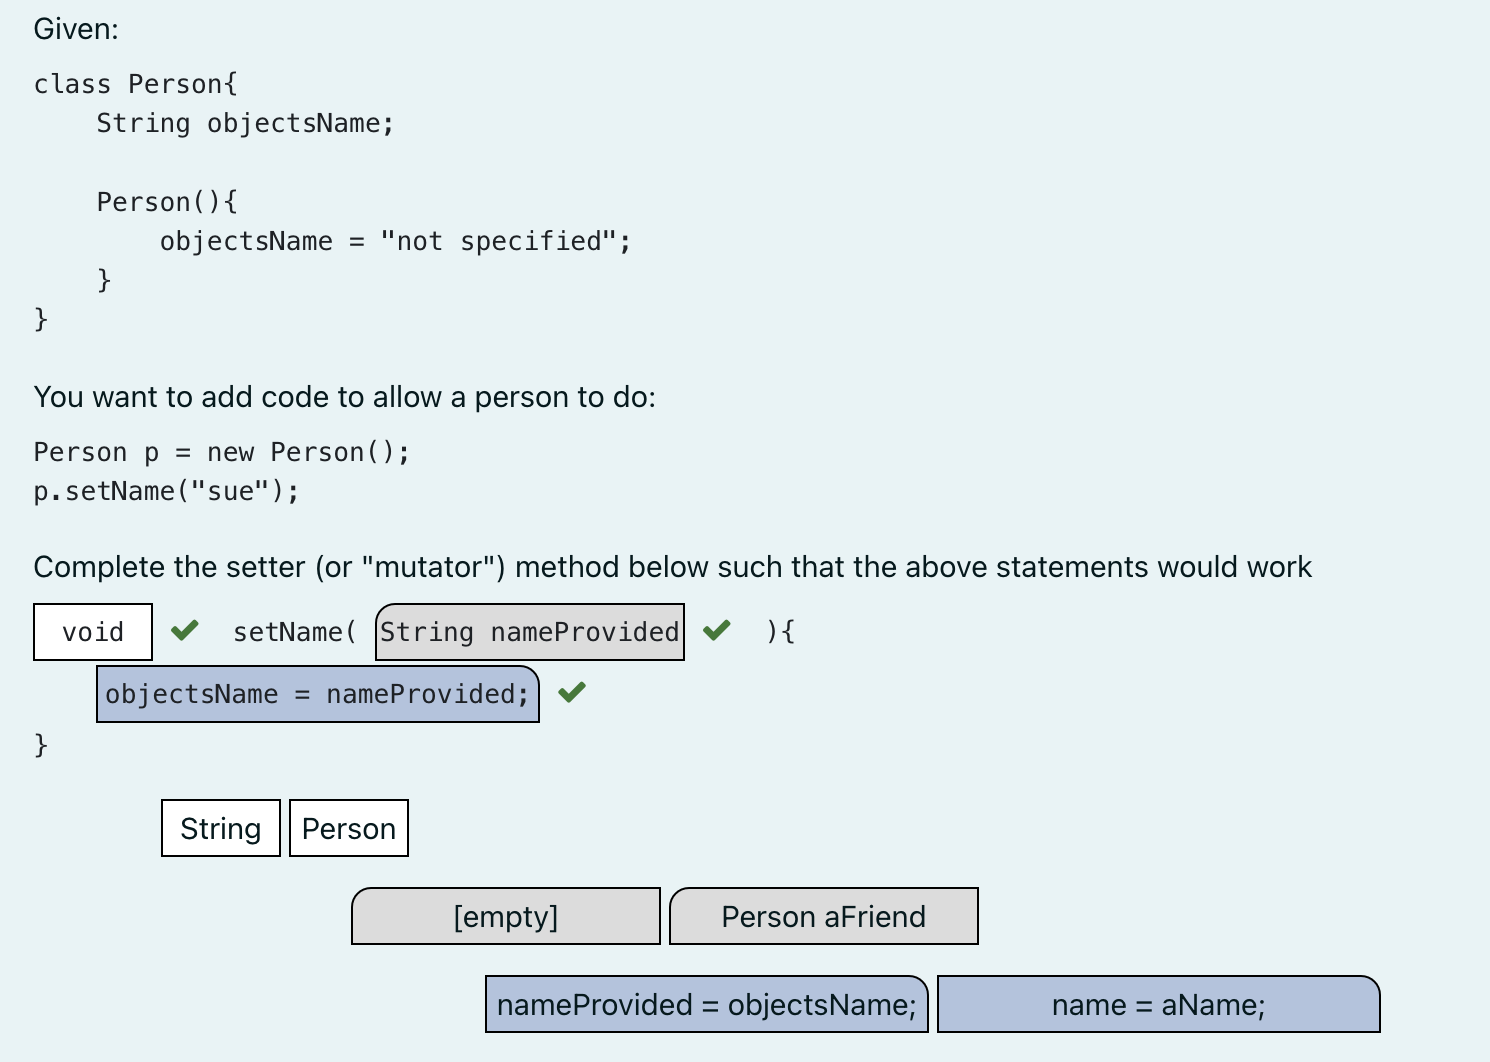 Given:
class Person{
    String objectsName;
    Person(){
        objectsName = "not specified";
    }
}
You want to add code to allow a person to do:
Person p = new Person();
p.setName("sue");
Complete the setter (or "mutator") method below such that the above statements would work
void ✔ setName( String nameProvided ✔ ){
    objectsName = nameProvided; ✔
}
String Person
[empty] Person aFriend
nameProvided = objectsName; name = aName;